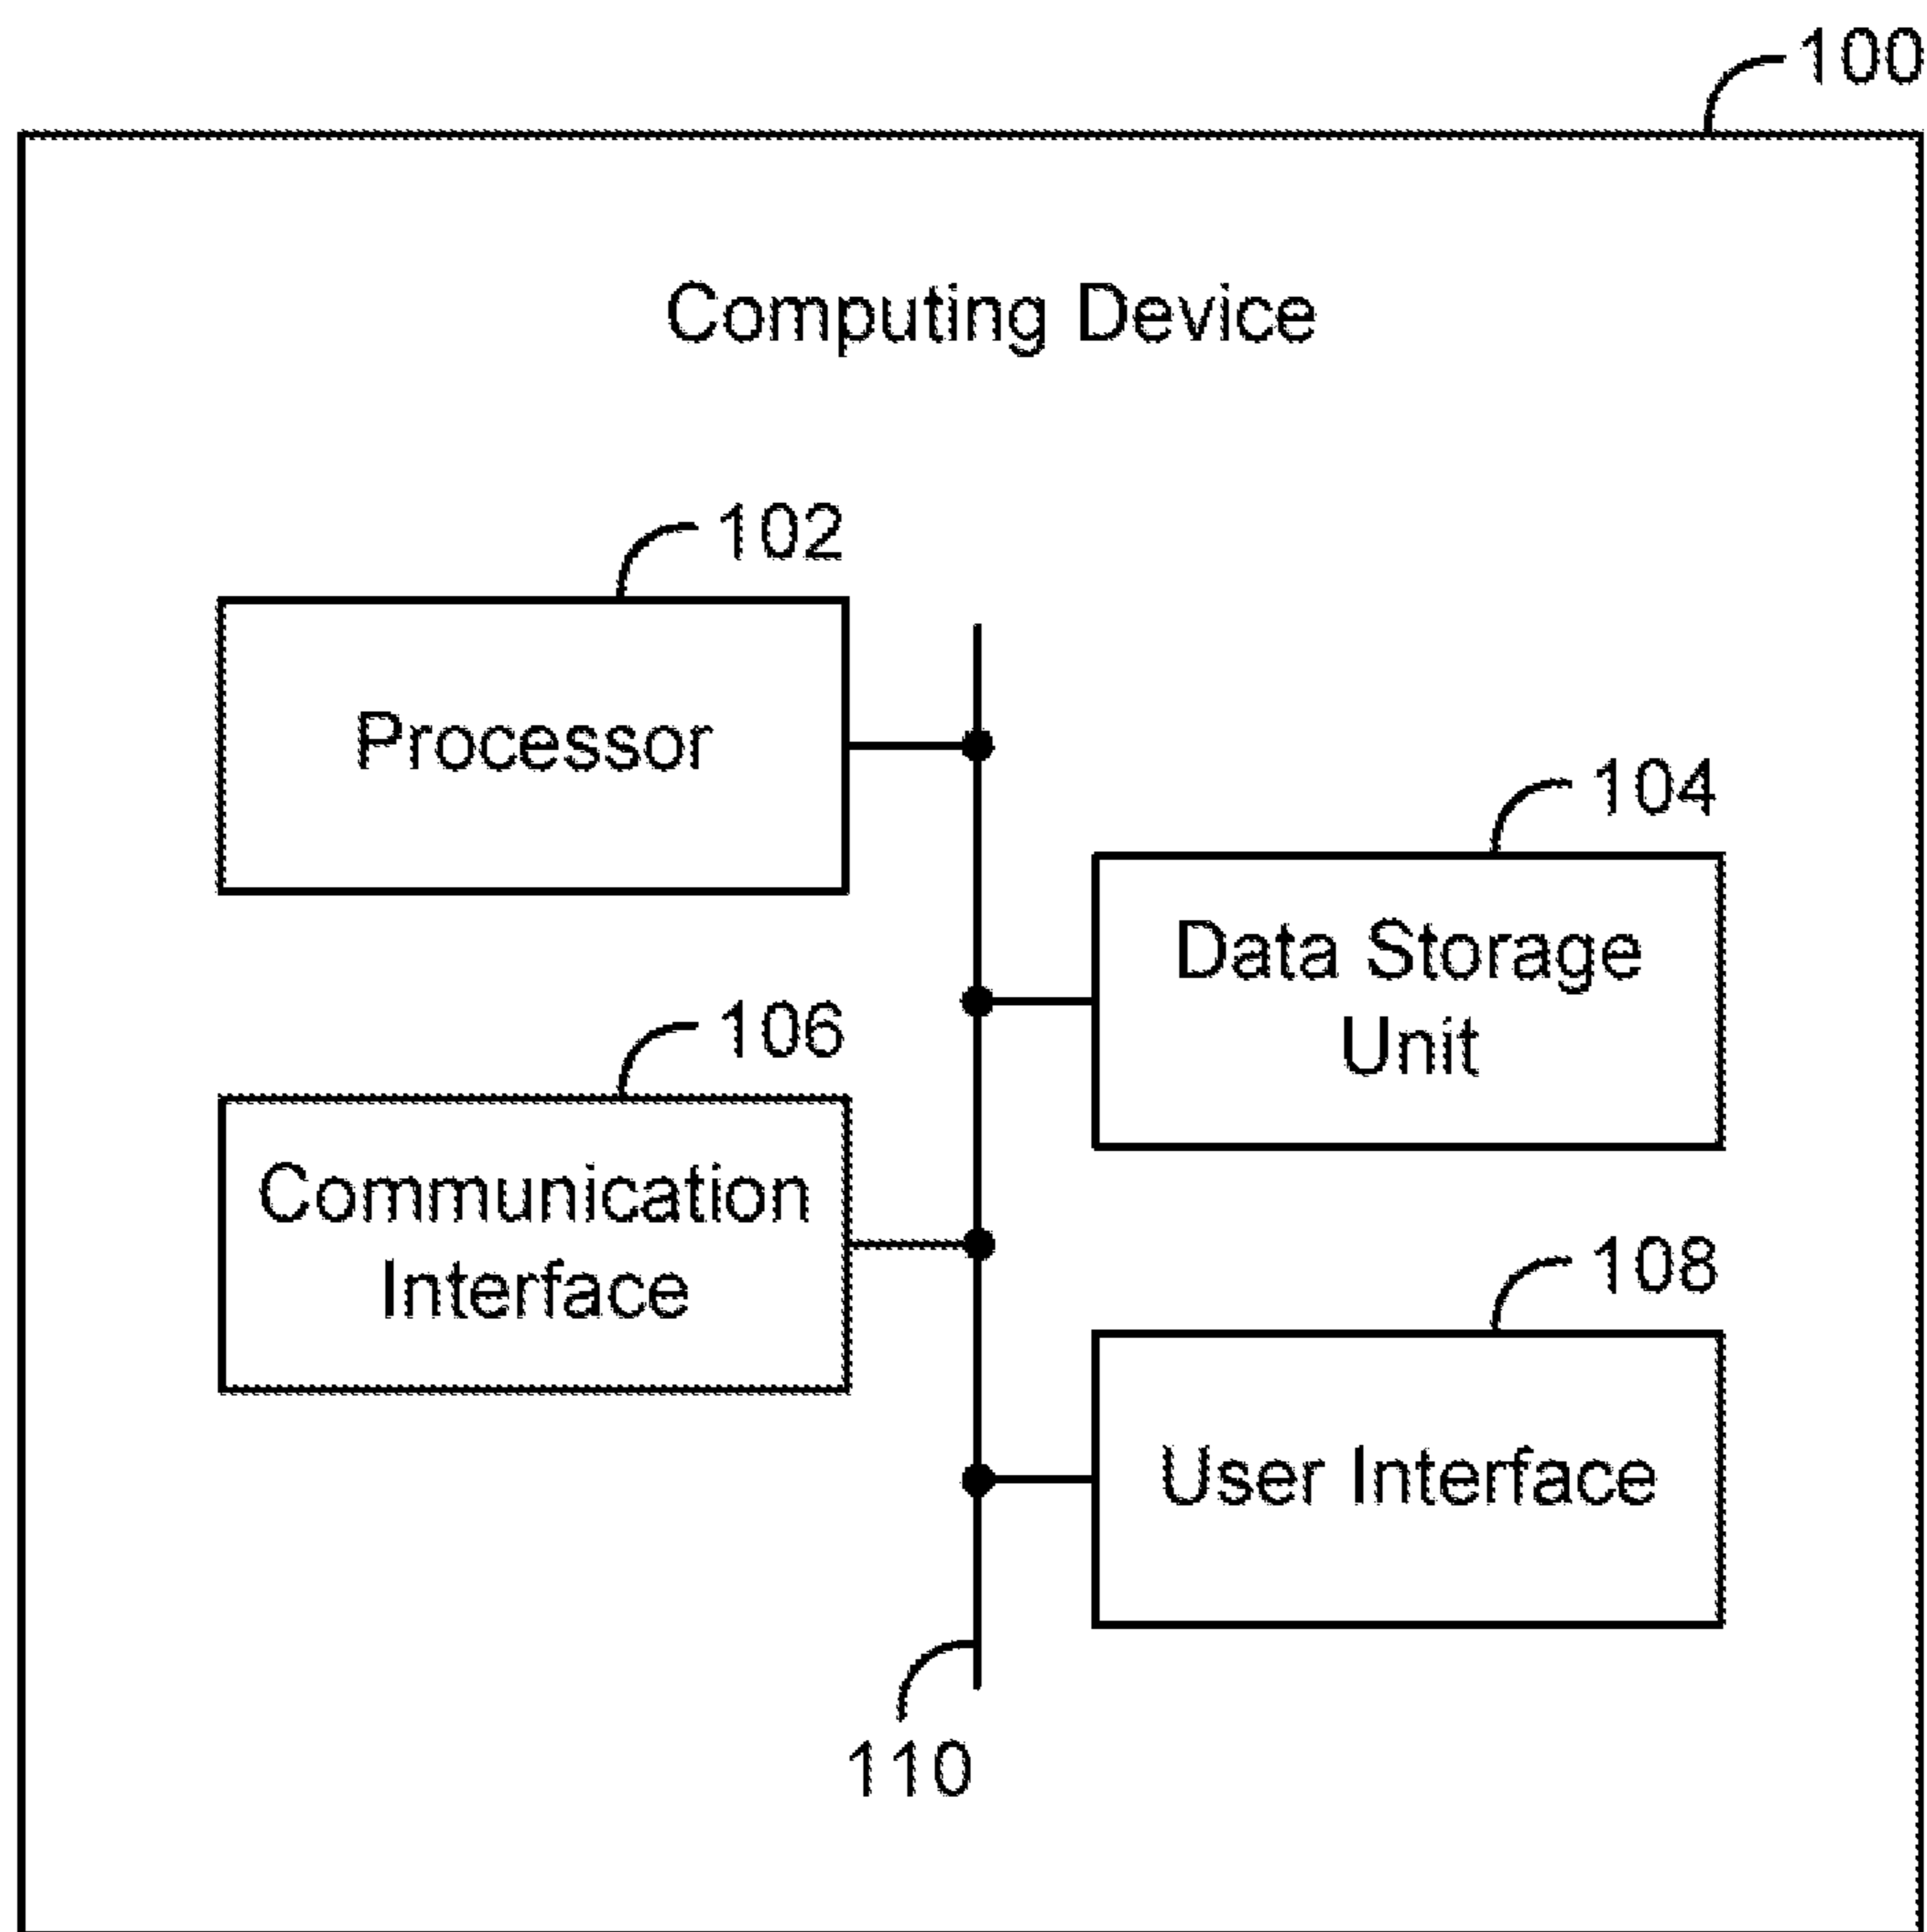 100
Computing Device
102
Processor
104
Data Storage
Unit
106
Communication
Interface
108
User Interface
110